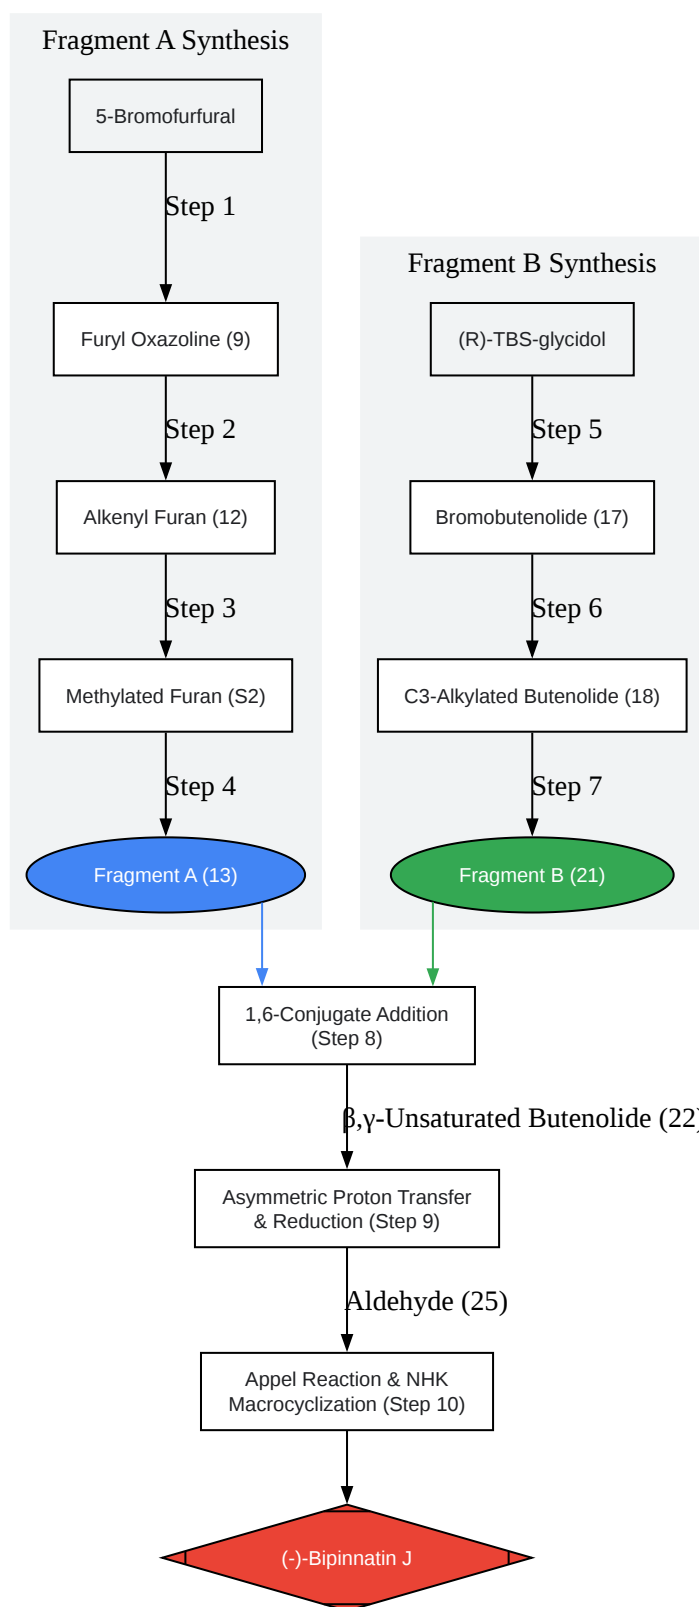 Fragment A Synthesis
5-Bromofurfural
Step 1
Furyl Oxazoline (9)
Step 2
Alkenyl Furan (12)
Step 3
Methylated Furan (S2)
Step 4
Fragment A (13)
Fragment B Synthesis
(R)-TBS-glycidol
Step 5
Bromobutenolide (17)
Step 6
C3-Alkylated Butenolide (18)
Step 7
Fragment B (21)
1,6-Conjugate Addition
(Step 8)
β,γ-Unsaturated Butenolide (22)
Asymmetric Proton Transfer
& Reduction (Step 9)
Aldehyde (25)
Appel Reaction & NHK
Macrocyclization (Step 10)
(-)-Bipinnatin J